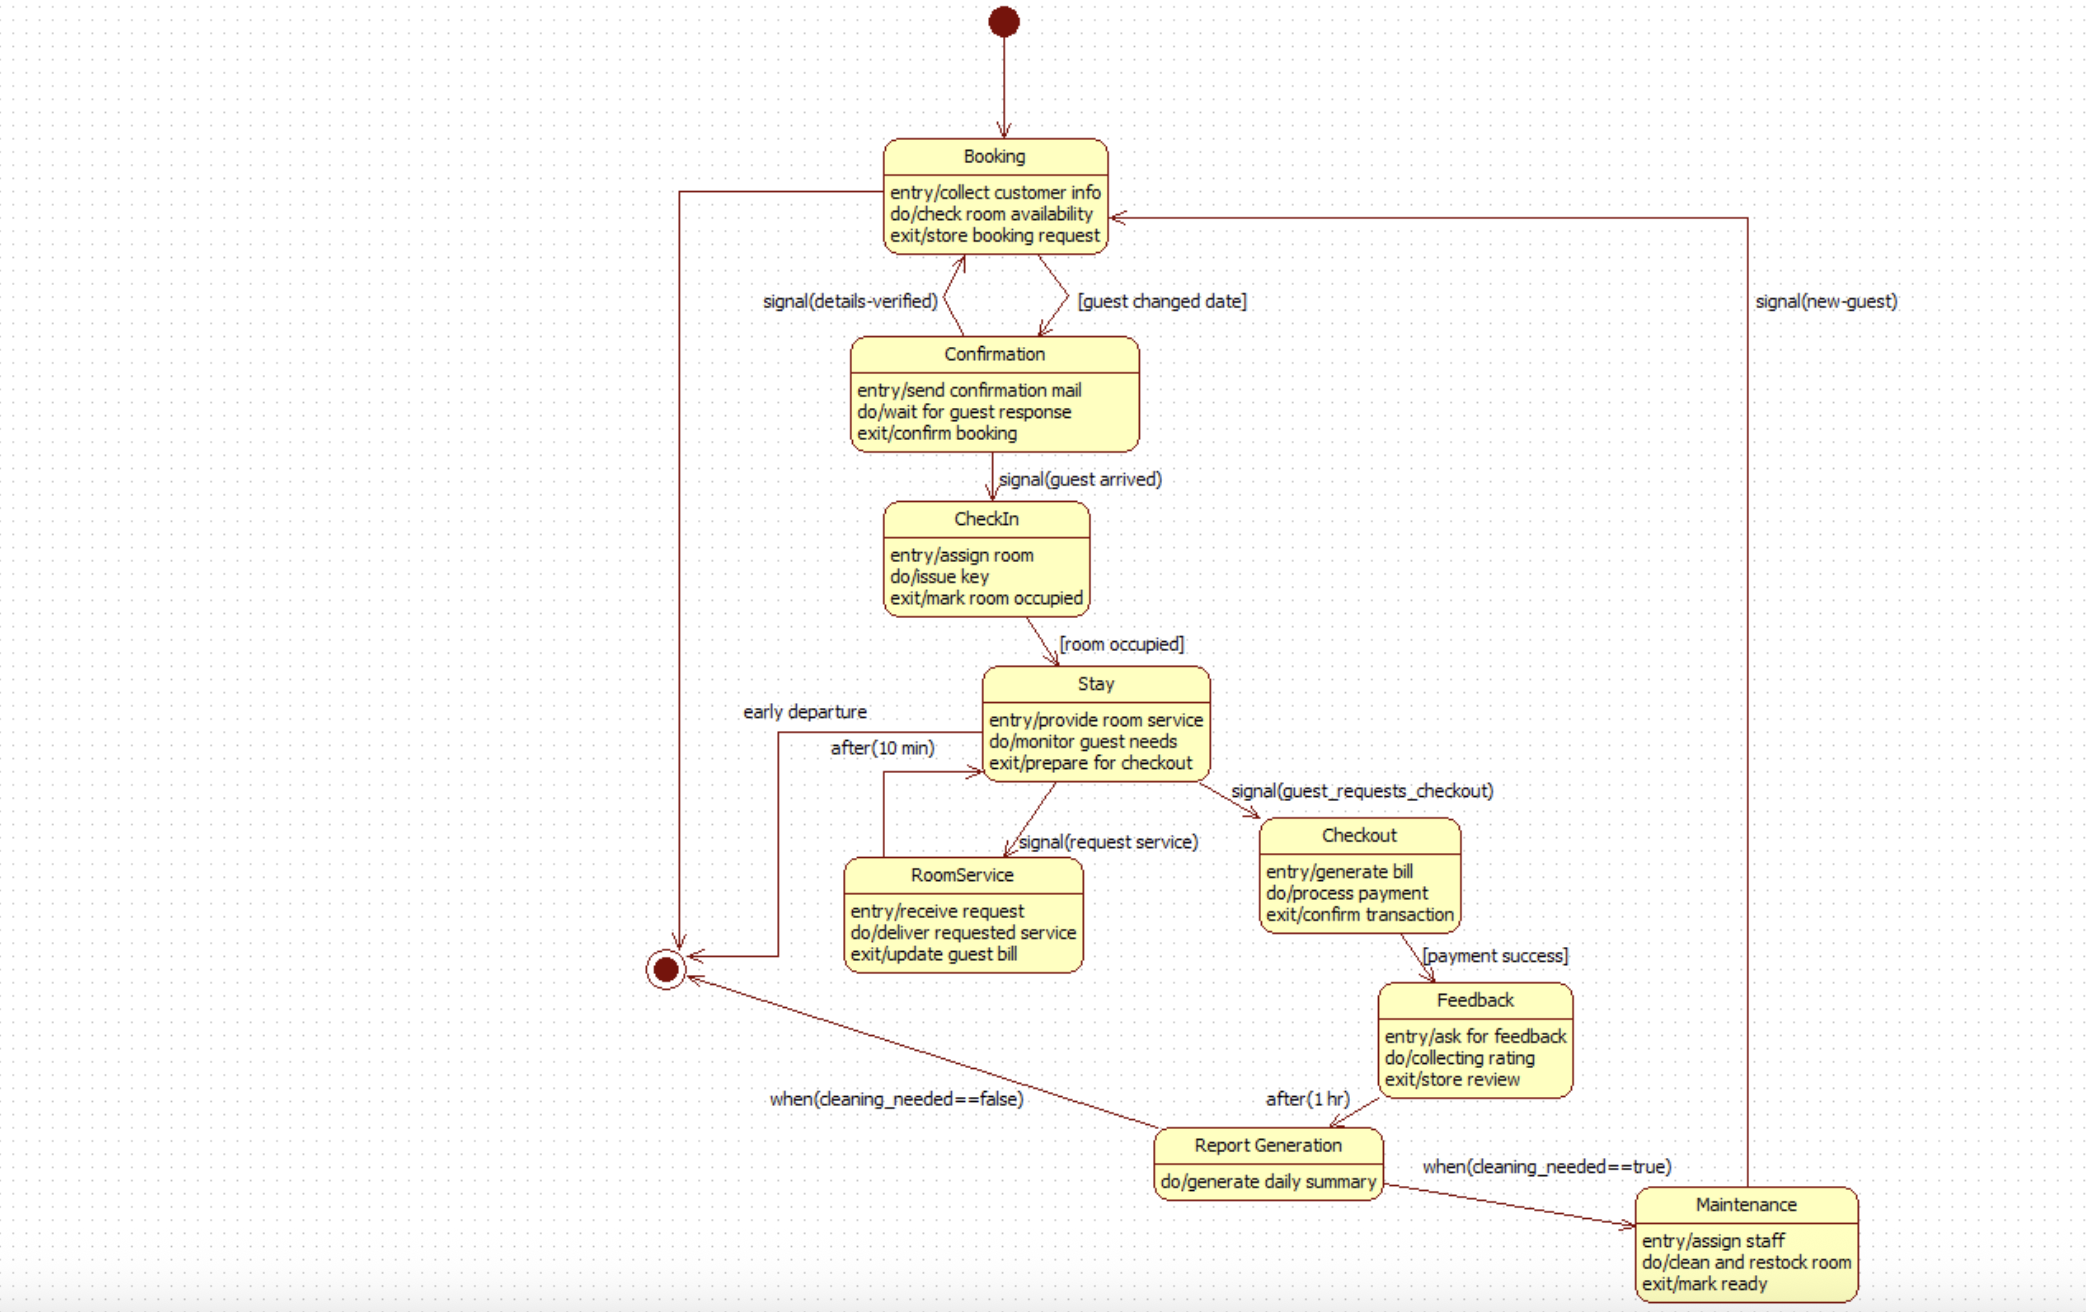 Booking
entry/collect customer info
do/check room availability
exit/store booking request
signal(details-verified)
[guest changed date]
signal(new-guest)
Confirmation
entry/send confirmation mail
do/wait for guest response
exit/confirm booking
signal(guest arrived)
CheckIn
entry/assign room
do/issue key
exit/mark room occupied
[room occupied]
Stay
entry/provide room service
do/monitor guest needs
exit/prepare for checkout
early departure
after(10 min)
signal(guest_requests_checkout)
signal(request service)
Checkout
entry/generate bill
do/process payment
exit/confirm transaction
RoomService
entry/receive request
do/deliver requested service
exit/update guest bill
[payment success]
Feedback
entry/ask for feedback
do/collecting rating
exit/store review
when(cleaning_needed==false)
after(1 hr)
Report Generation
do/generate daily summary
when(cleaning_needed==true)
Maintenance
entry/assign staff
do/clean and restock room
exit/mark ready